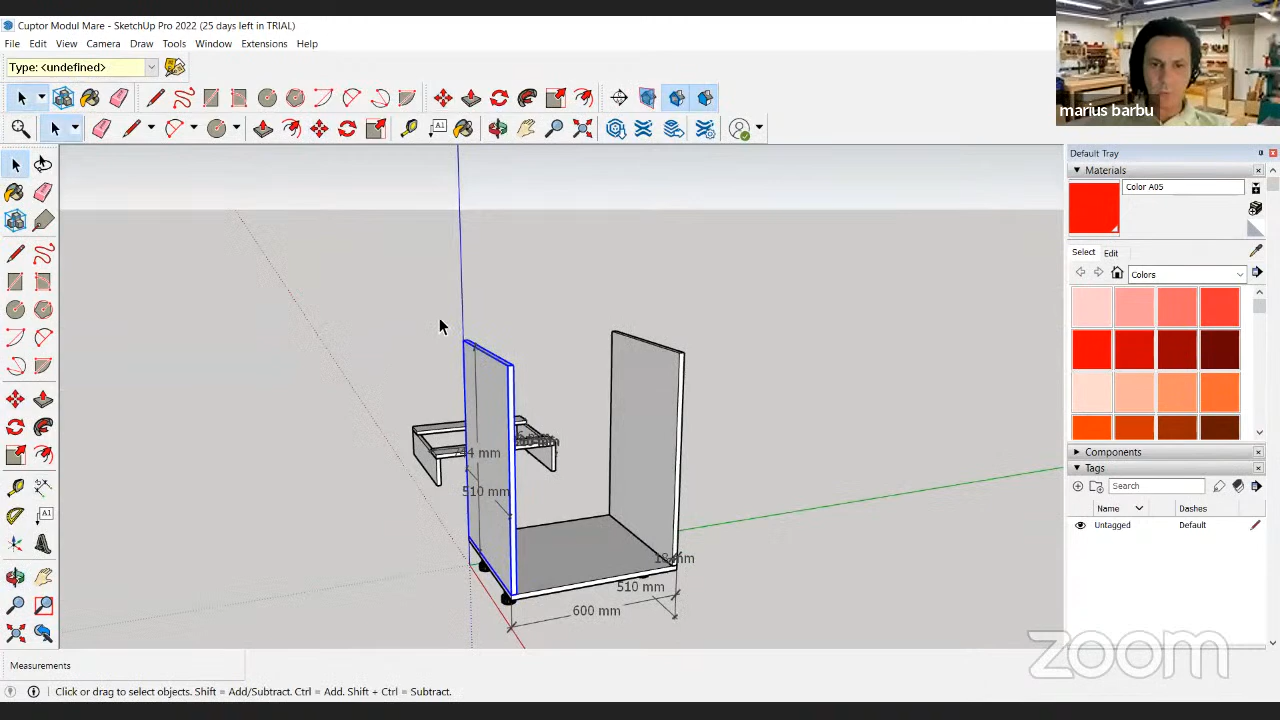 Cuptor Modul Mare - SketchUp Pro 2022 (25 days left in TRIAL)
File Edit View Camera Draw Tools Window Extensions Help
Type: <undefined>
marius barbu
A1
Default Tray
Materials
Color A05
Select Edit
Colors
Components
Tags
Search
Name Dashes
Untagged Default
A1
510 mm
510 mm
600 mm
Measurements
Click or drag to select objects. Shift = Add/Subtract. Ctrl = Add. Shift + Ctrl = Subtract.
zoom